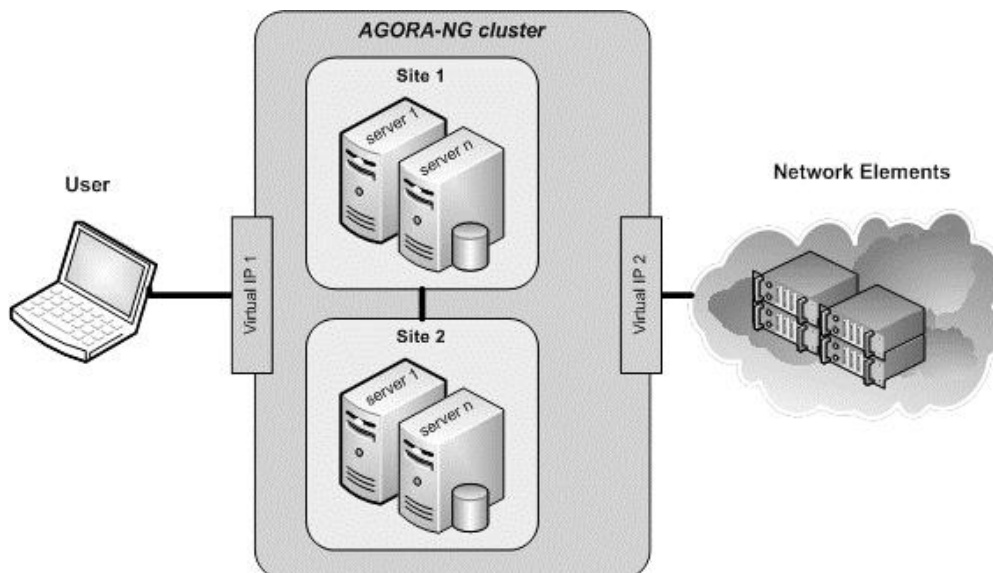 AGORA-NG cluster
Site 1
server 1
server n
User
Network Elements
Virtual IP 1
Virtual IP 2
Site 2
server 1
server n